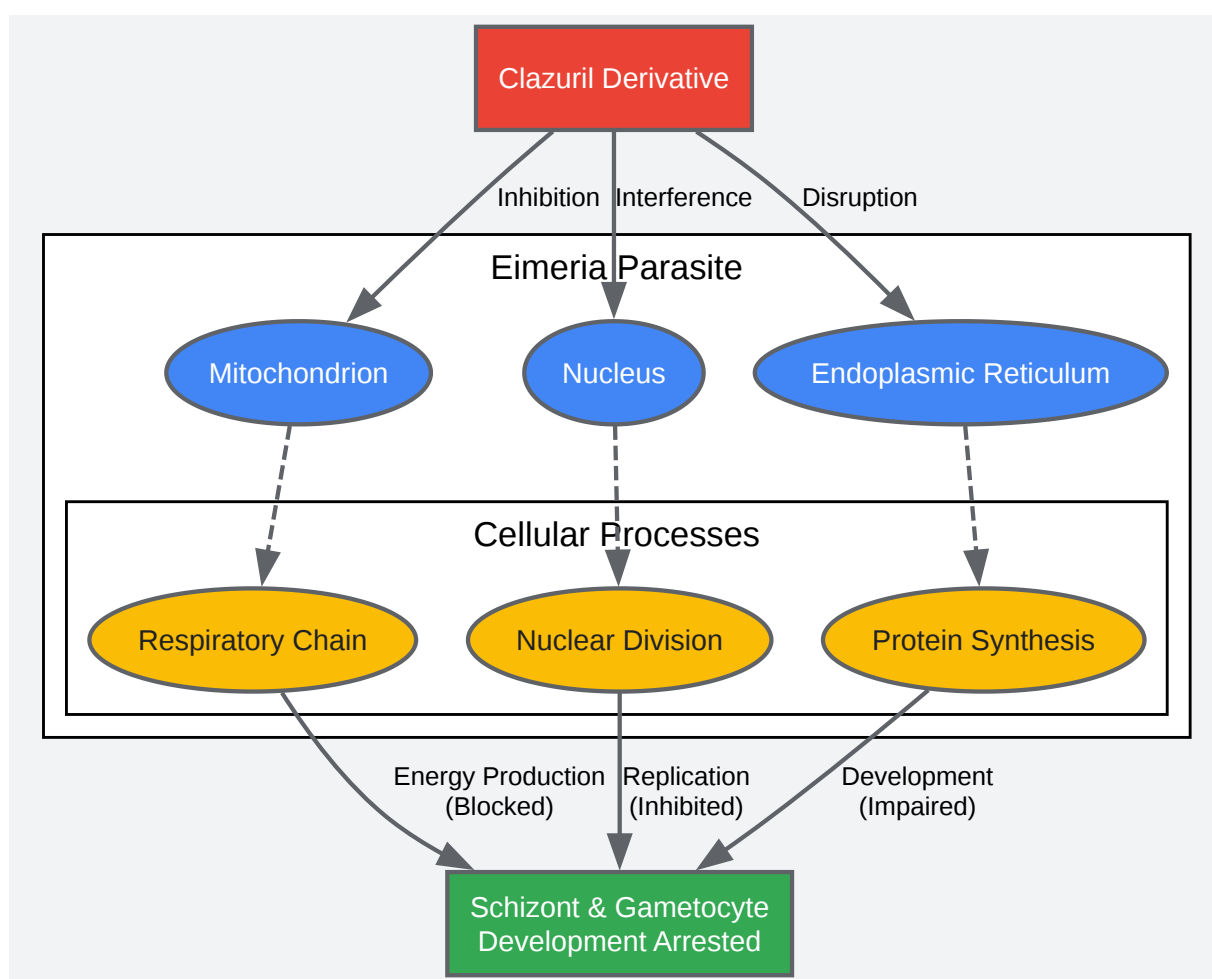 Clazuril Derivative
Inhibition
Interference
Disruption
Eimeria Parasite
Mitochondrion
Nucleus
Endoplasmic Reticulum
Cellular Processes
Respiratory Chain
Nuclear Division
Protein Synthesis
Energy Production
(Blocked)
Replication
(Inhibited)
Development
(Impaired)
Schizont & Gametocyte
Development Arrested